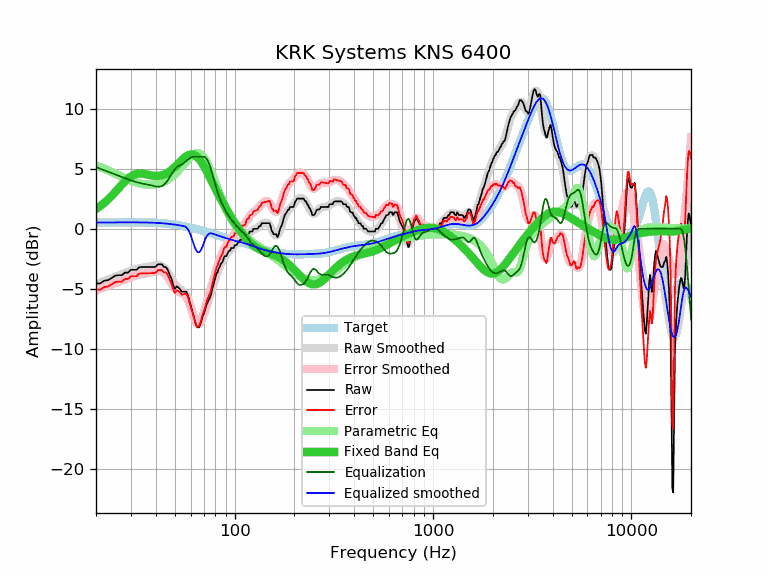 KRK Systems KNS 6400
10
5
0
−5
−10
−15
−20
Amplitude (dBr)
Target
Raw Smoothed
Error Smoothed
Raw
Error
Parametric Eq
Fixed Band Eq
Equalization
Equalized smoothed
100 1000 10000
Frequency (Hz)